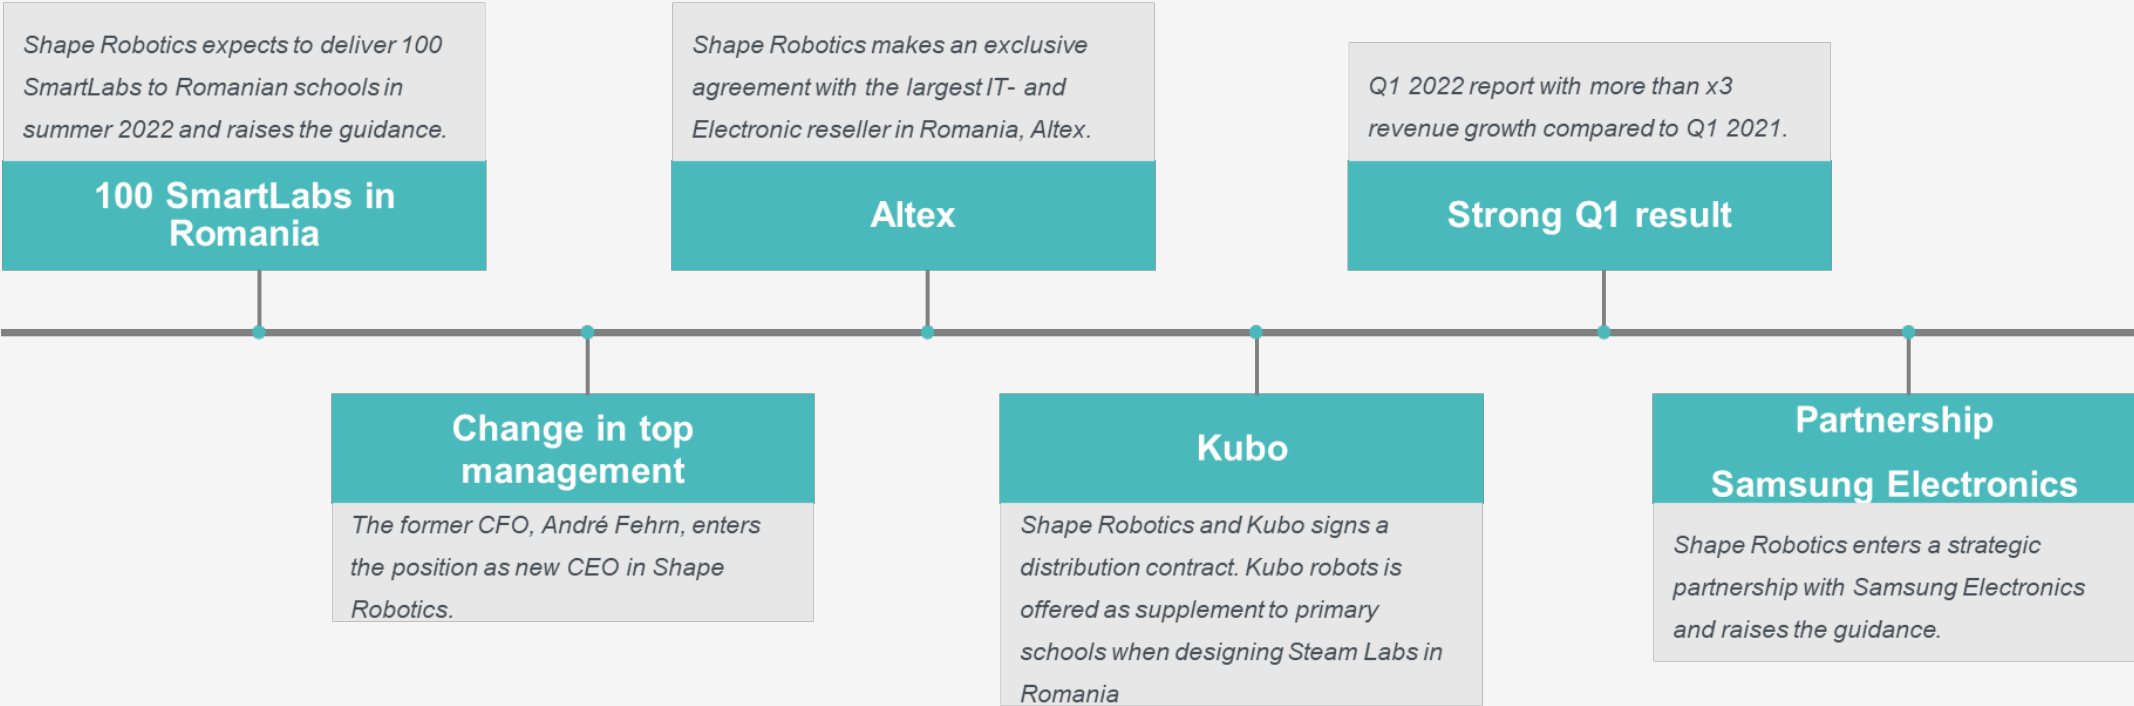 Shape Robotics expects to deliver 100
SmartLabs to Romanian schools in
summer 2022 and raises the guidance.
100 SmartLabs in
Romania
Shape Robotics makes an exclusive
agreement with the largest IT- and
Electronic reseller in Romania, Altex.
Altex
Q1 2022 report with more than x3
revenue growth compared to Q1 2021.
Strong Q1 result
Change in top
management
The former CFO, André Fehrn, enters
the position as new CEO in Shape
Robotics.
Kubo
Shape Robotics and Kubo signs a
distribution contract. Kubo robots is
offered as supplement to primary
schools when designing Steam Labs in
Romania
Partnership
Samsung Electronics
Shape Robotics enters a strategic
partnership with Samsung Electronics
and raises the guidance.